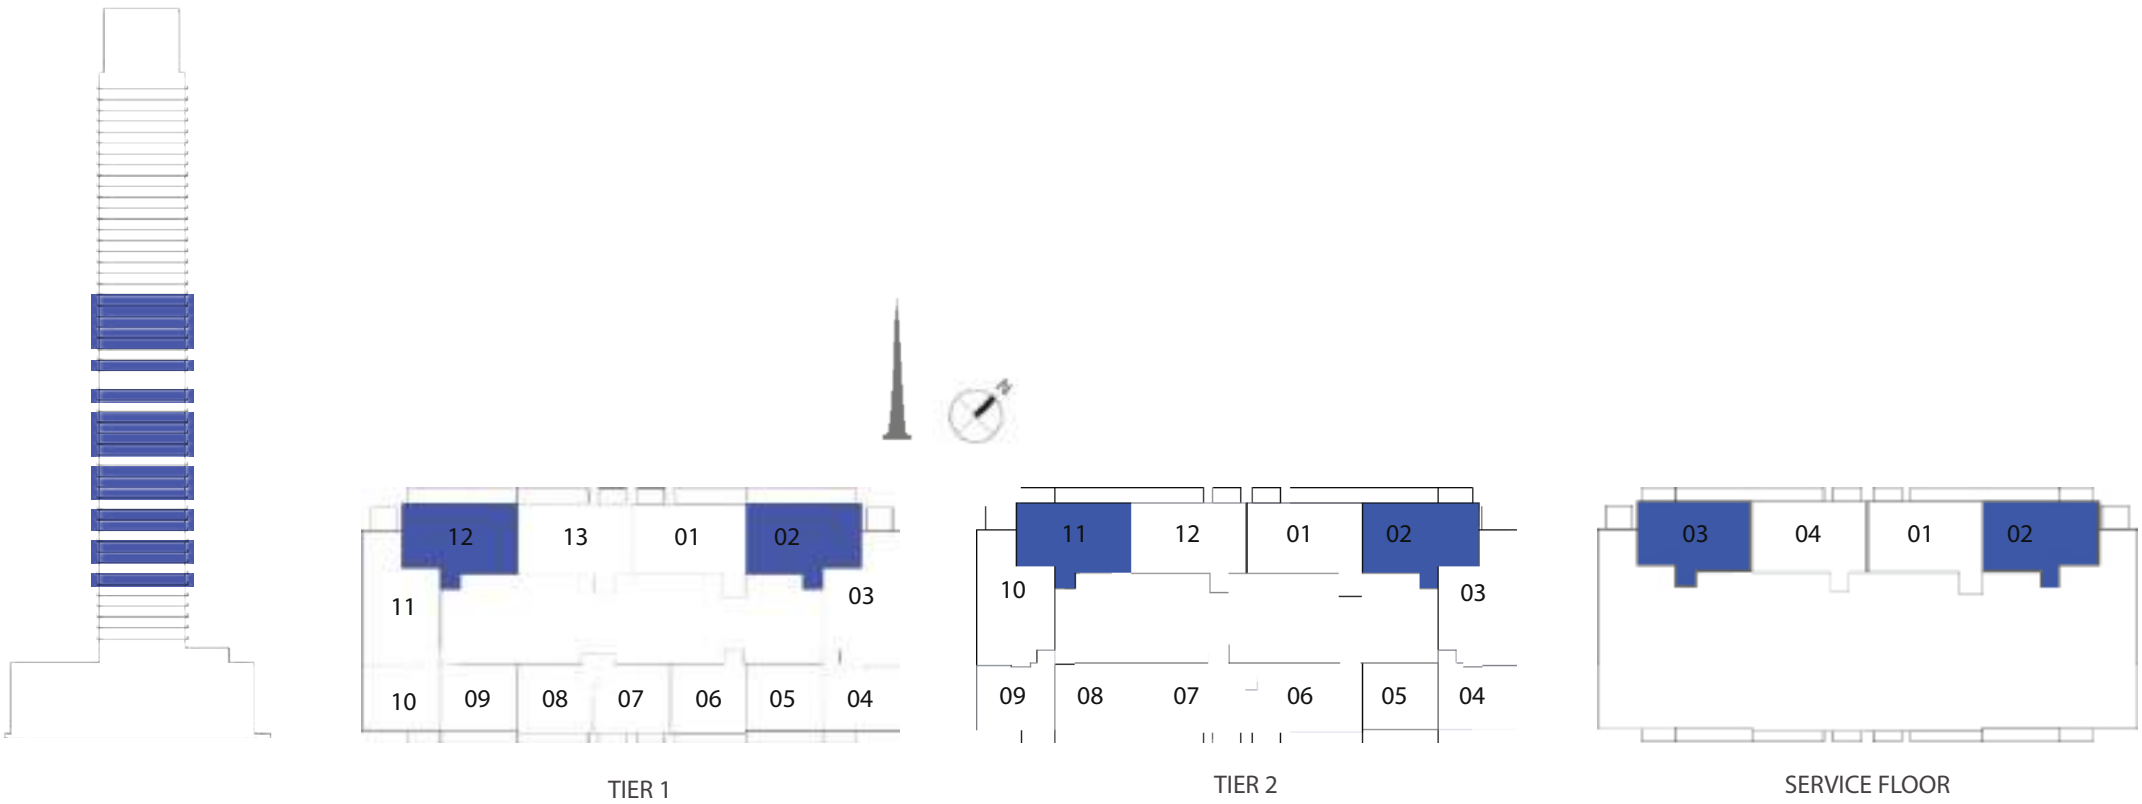 N
12 13 01 02
11 03
10 09 08 07 06 05 04
TIER 1
11 12 01 02
10 03
09 08 07 06 05 04
TIER 2
03 04 01 02
SERVICE FLOOR